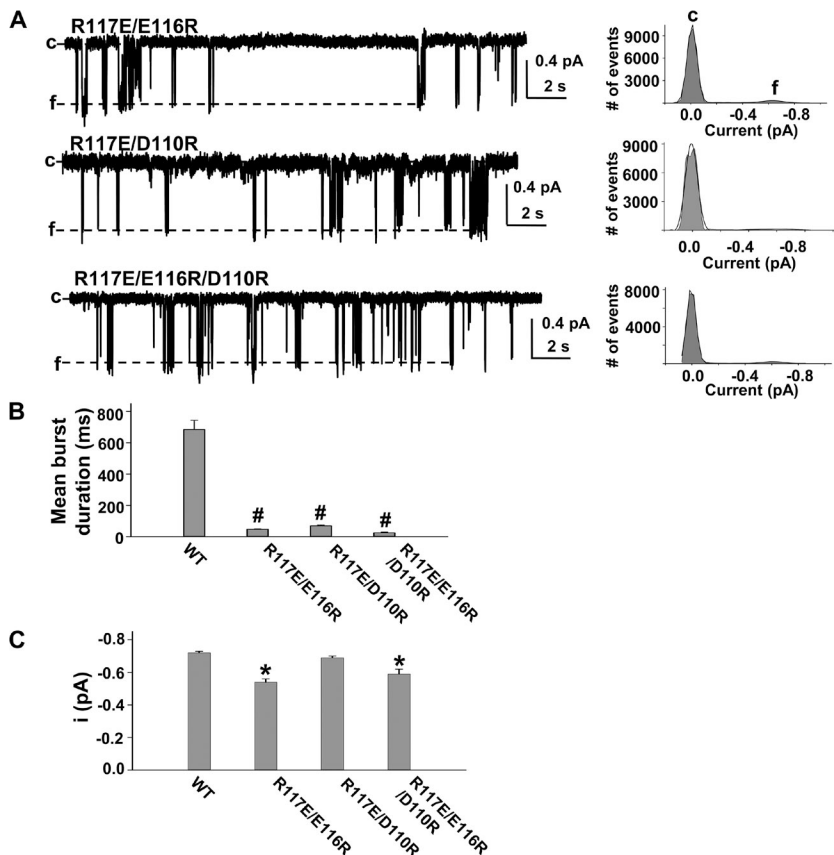 A
R117E/E116R
c
f
0.4 pA
2 s
# of events
9000
6000
3000
c
f
0.0 -0.4 -0.8
Current (pA)
R117E/D110R
c
f
0.4 pA
2 s
# of events
9000
6000
3000
0.0 -0.4 -0.8
Current (pA)
R117E/E116R/D110R
c
f
0.4 pA
2 s
# of events
8000
4000
0.0 -0.4 -0.8
Current (pA)
B
Mean burst
duration (ms)
800
600
400
200
0
# # #
WT
R117E/E116R
R117E/D110R
R117E/E116R
/D110R
C
i (pA)
-0.8
-0.6
-0.4
-0.2
0.0
* *
WT
R117E/E116R
R117E/D110R
R117E/E116R
/D110R